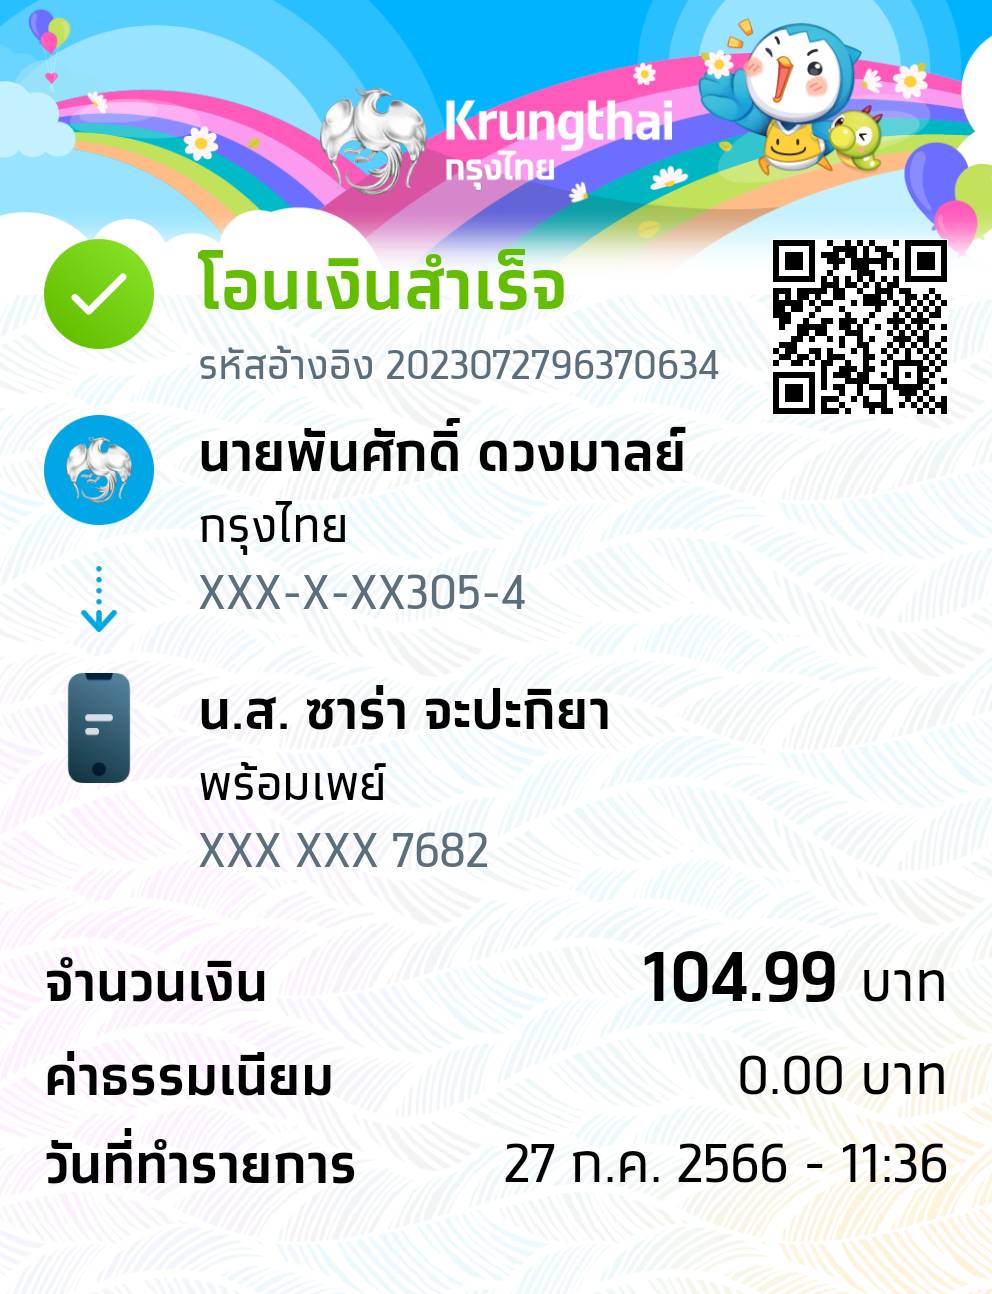 Krungthai
กรุงไทย
โอนเงินสำเร็จ
รหัสอ้างอิง 2023072796370634
นายพันศักดิ์ ดวงมาลย์
กรุงไทย
XXX-X-XX305-4
น.ส. ซาร่า จะปะกิยา
พร้อมเพย์
XXX XXX 7682
จำนวนเงิน 104.99 บาท
ค่าธรรมเนียม 0.00 บาท
วันที่ทำรายการ 27 ก.ค. 2566 - 11:36